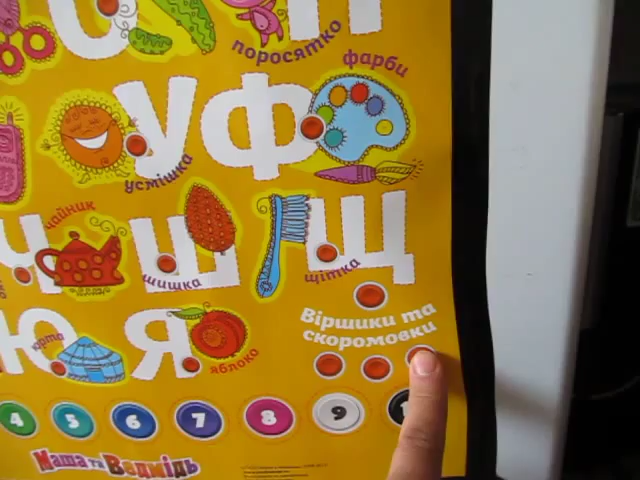 поросятко
фарби
У Ф
усмішка
чайник
Ч Ш Щ
шишка
щітка
Ю Я
юрта
яблоко
Віршики та
скоромовки
4 5 6 7 8 9
Маша та Ведмідь